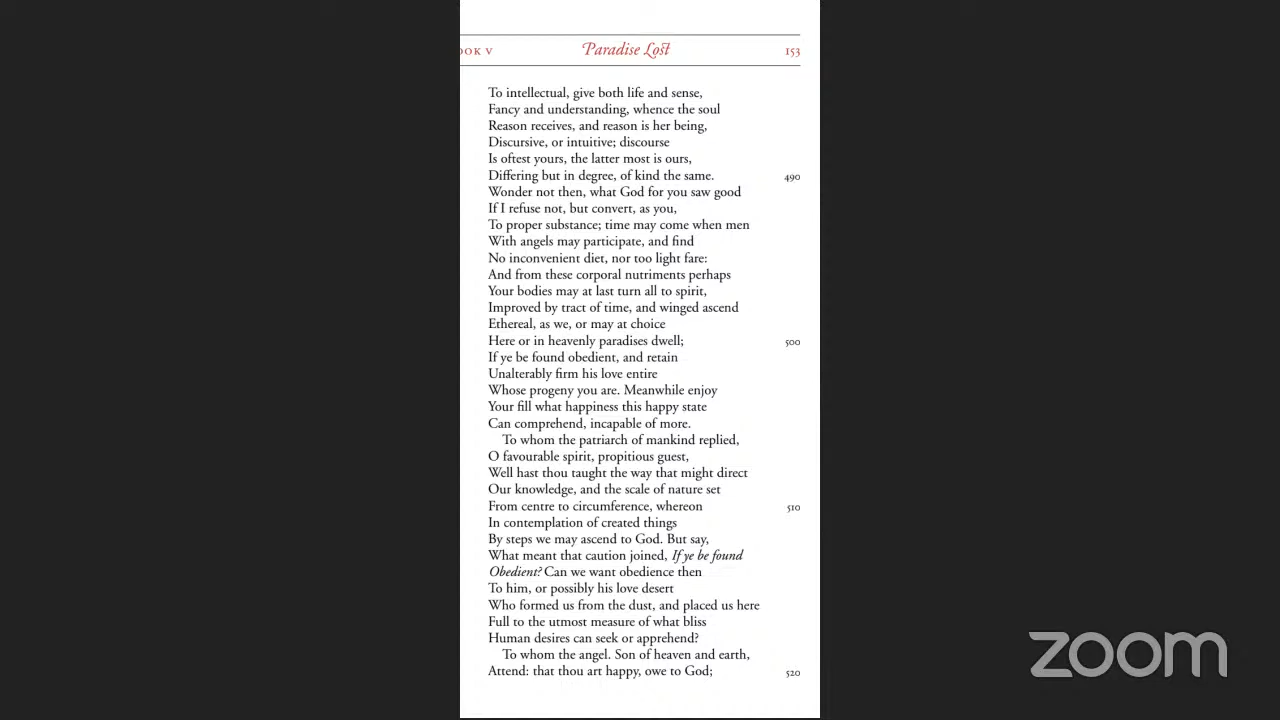 OOK V Paradise Lost 153
To intellectual, give both life and sense,
Fancy and understanding, whence the soul
Reason receives, and reason is her being,
Discursive, or intuitive; discourse
Is oftest yours, the latter most is ours,
Differing but in degree, of kind the same. 490
Wonder not then, what God for you saw good
If I refuse not, but convert, as you,
To proper substance; time may come when men
With angels may participate, and find
No inconvenient diet, nor too light fare:
And from these corporal nutriments perhaps
Your bodies may at last turn all to spirit,
Improved by tract of time, and winged ascend
Ethereal, as we, or may at choice
Here or in heavenly paradises dwell; 500
If ye be found obedient, and retain
Unalterably firm his love entire
Whose progeny you are. Meanwhile enjoy
Your fill what happiness this happy state
Can comprehend, incapable of more.
To whom the patriarch of mankind replied,
O favourable spirit, propitious guest,
Well hast thou taught the way that might direct
Our knowledge, and the scale of nature set
From centre to circumference, whereon 510
In contemplation of created things
By steps we may ascend to God. But say,
What meant that caution joined, If ye be found
Obedient? Can we want obedience then
To him, or possibly his love desert
Who formed us from the dust, and placed us here
Full to the utmost measure of what bliss
Human desires can seek or apprehend?
To whom the angel. Son of heaven and earth,
Attend: that thou art happy, owe to God; 520
zoom